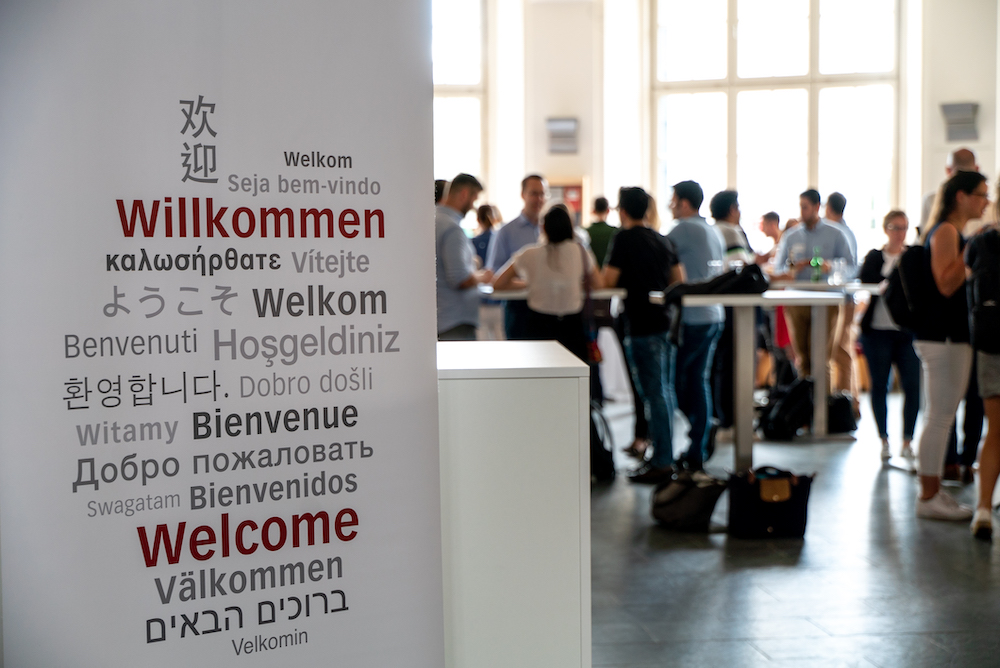 欢
迎
Welkom
Seja bem-vindo
Willkommen
καλωσήρθατε Vítejte
ようこそ Welkom
Benvenuti Hoşgeldiniz
환영합니다. Dobro došli
Witamy Bienvenue
Добро пожаловать
Swagatam Bienvenidos
Welcome
Välkommen
ברוכים הבאים
Velkomin